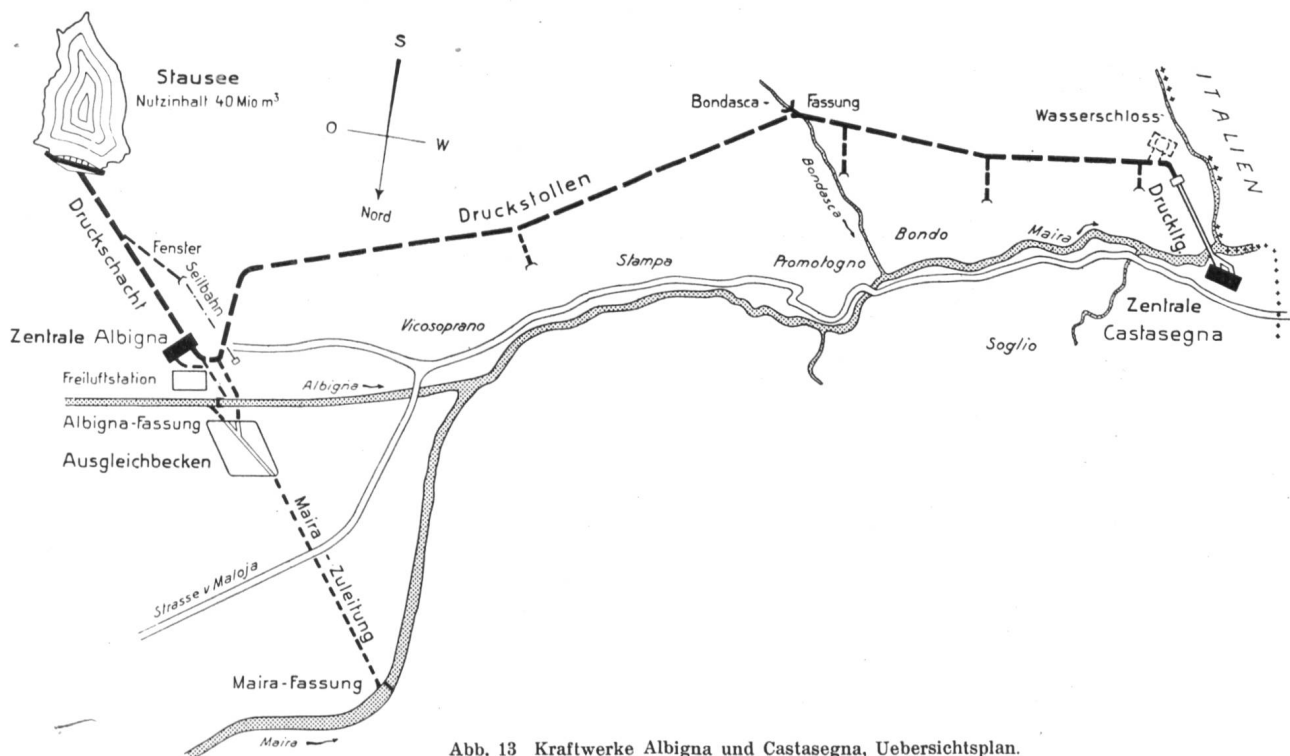 Stausee
Nutzinhalt 40 Mio m³
S
O
W
Nord
Bondasca - Fassung
Wasserschloss
ITALIEN
Druckschacht
Fenster
Seilbahn
Druckstollen
Bondasca
Bondo
Maira
Druckltg.
Stampa
Promotogno
Vicosoprano
Zentrale Albigna
Freiluftstation
Albigna
Soglio
Zentrale
Castasegna
Albigna-Fassung
Ausgleichbecken
Maira - Zuleitung
Strasse v Maloja
Maira-Fassung
Maira
Abb. 13 Kraftwerke Albigna und Castasegna, Uebersichtsplan.